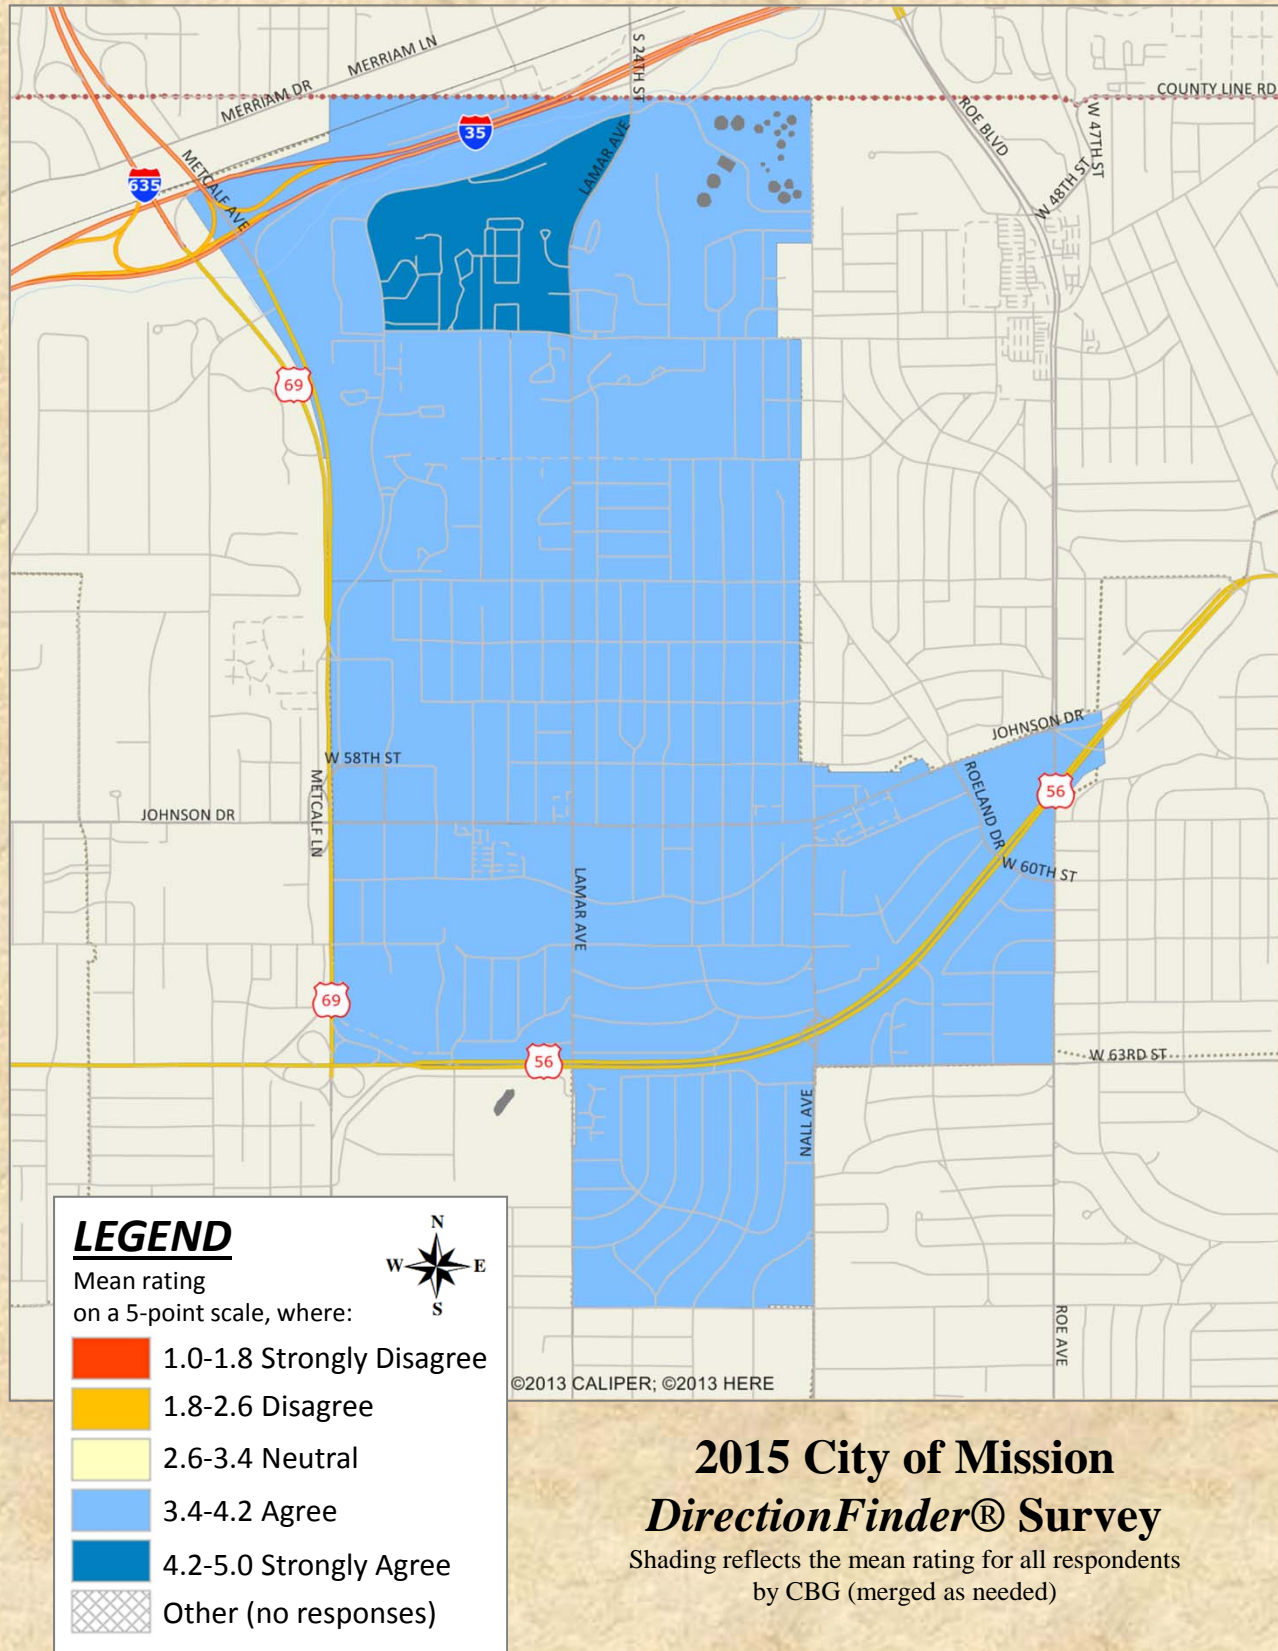 MERRIAM LN
S 24TH ST
MERRIAM DR
COUNTY LINE RD
ROE BLVD
W 47TH ST
35
LAMAR AVE
METCALF AVE
635
W 48TH ST
69
JOHNSON DR
W 58TH ST
ROELAND DR
56
METCALF LN
JOHNSON DR
W 60TH ST
LAMAR AVE
69
56
W 63RD ST
NALL AVE
ROE AVE
LEGEND
N
W E
S
Mean rating
on a 5-point scale, where:
1.0-1.8 Strongly Disagree
1.8-2.6 Disagree
2.6-3.4 Neutral
3.4-4.2 Agree
4.2-5.0 Strongly Agree
Other (no responses)
©2013 CALIPER; ©2013 HERE
2015 City of Mission
DirectionFinder® Survey
Shading reflects the mean rating for all respondents
by CBG (merged as needed)